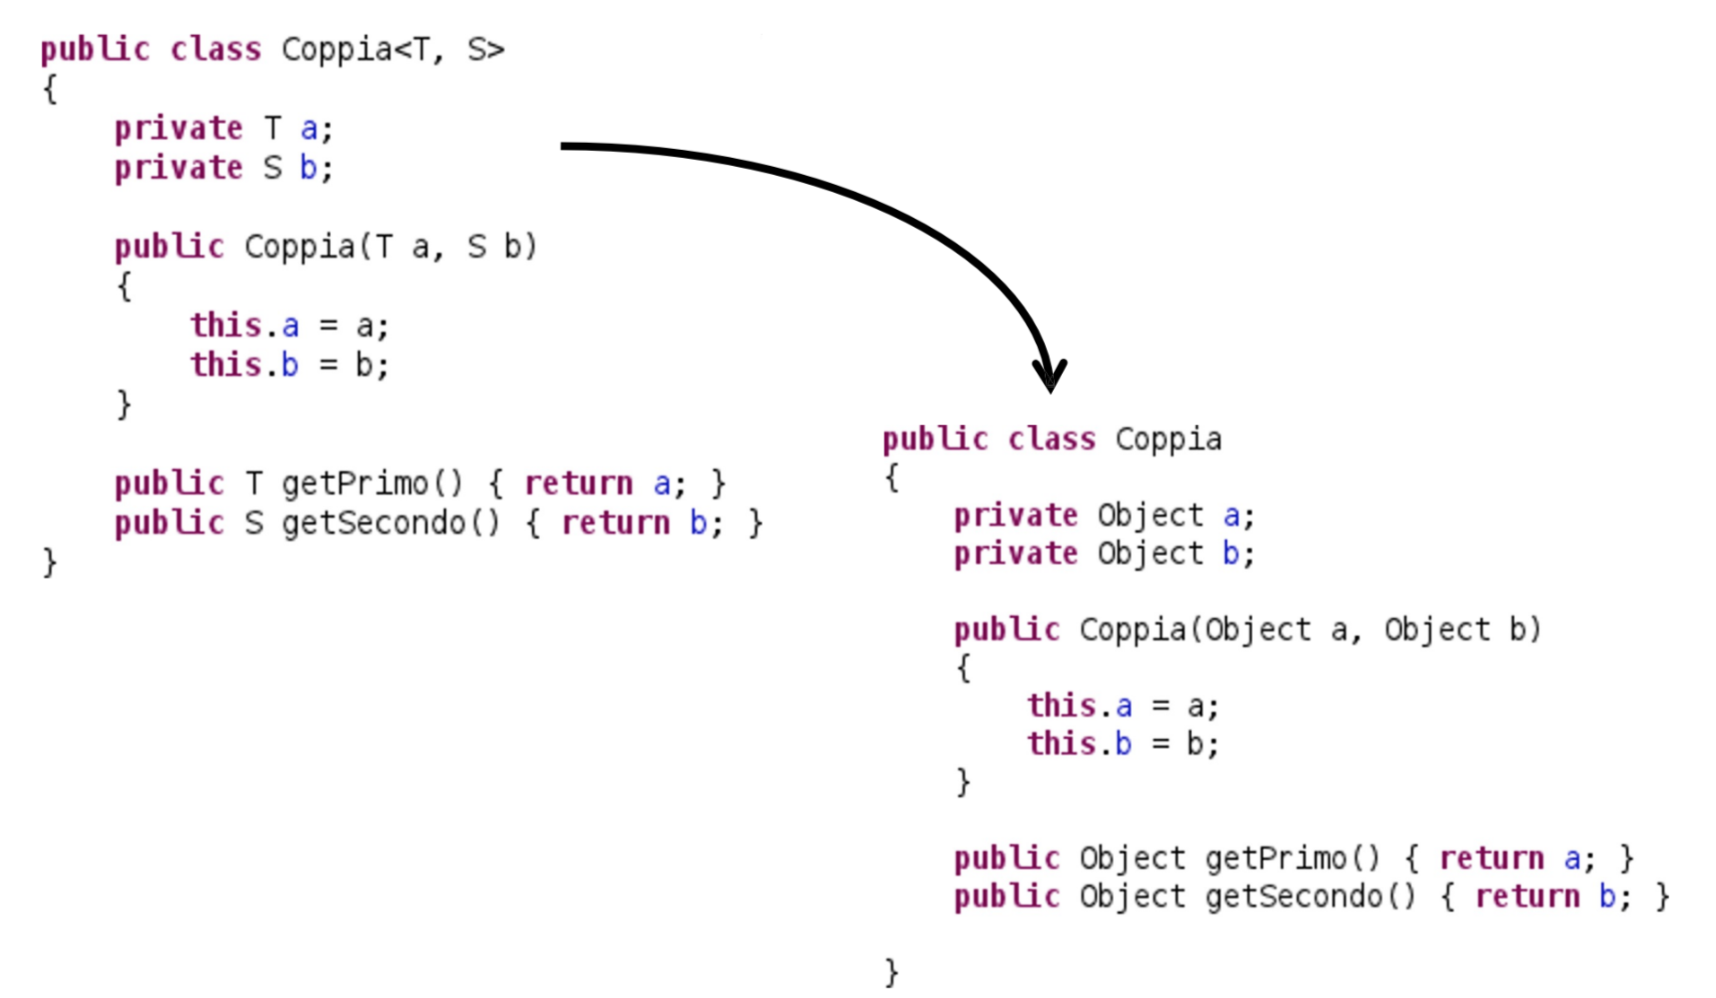 public class Coppia<T, S>
{
    private T a;
    private S b;

    public Coppia(T a, S b)
    {
        this.a = a;
        this.b = b;
    }

    public T getPrimo() { return a; }
    public S getSecondo() { return b; }
}
public class Coppia
{
    private Object a;
    private Object b;

    public Coppia(Object a, Object b)
    {
        this.a = a;
        this.b = b;
    }

    public Object getPrimo() { return a; }
    public Object getSecondo() { return b; }

}